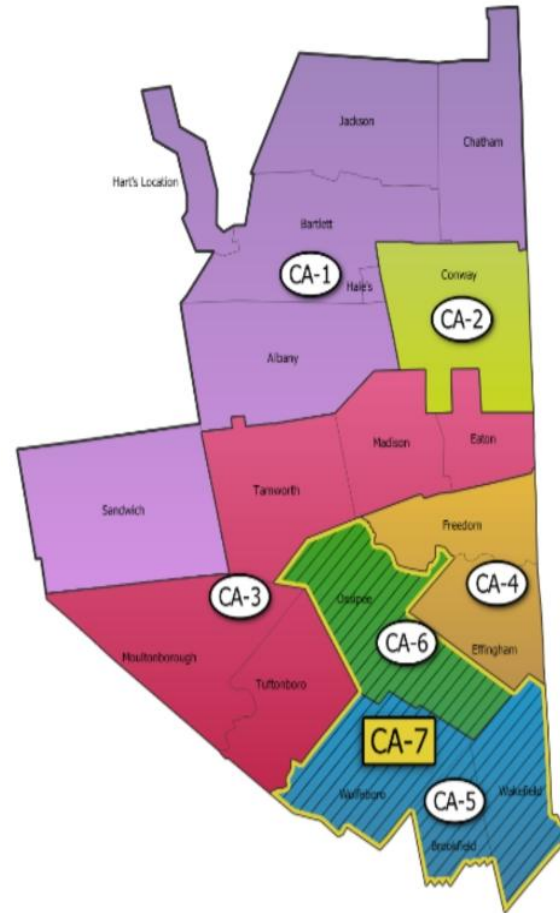 Jackson
Chatham
Hart's Location
Bartlett
CA-1
Hale's
Conway
CA-2
Albany
Madison
Eaton
Tamworth
Sandwich
Freedom
CA-3
Ossipee
CA-4
CA-6
Effingham
Moultonborough
Tuftonboro
CA-7
Wolfeboro
CA-5
Wakefield
Brookfield